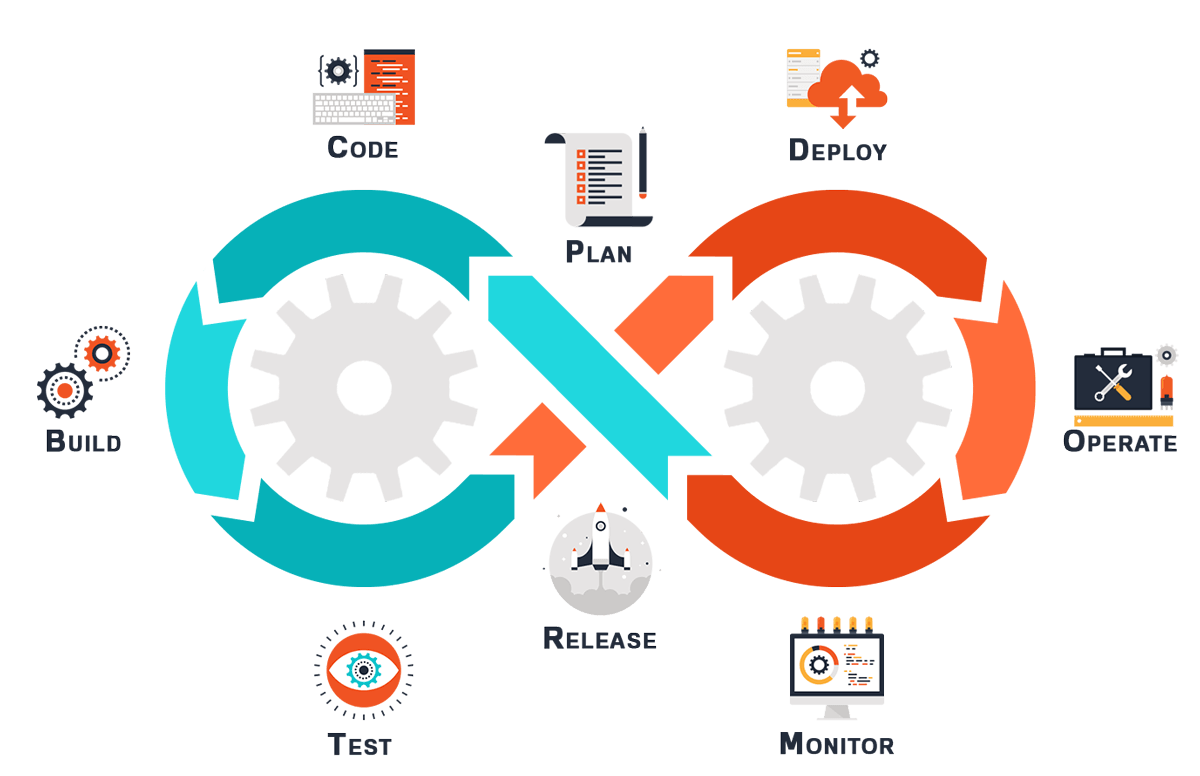 Code
Deploy
Plan
Build
Operate
Release
Test
Monitor